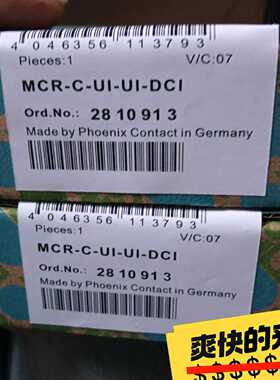 4 046356 113793
Pieces:1 V/C:07
MCR-C-UI-UI-DCI
Ord.No.: 28 10 91 3
Made by Phoenix Contact in Germany
4 046356 113793
Pieces:1 V/C:07
MCR-C-UI-UI-DCI
Ord.No.: 28 10 91 3
Made by Phoenix Contact in Germany
爽快的
$$$$$$